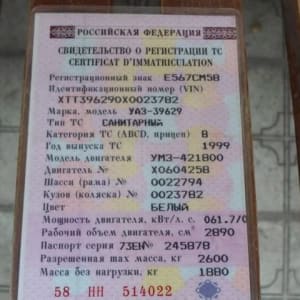 РОССИЙСКАЯ ФЕДЕРАЦИЯ
СВИДЕТЕЛЬСТВО О РЕГИСТРАЦИИ ТС
CERTIFICAT D'IMMATRICULATION
Регистрационный знак Е567СМ58
Идентификационный номер (VIN)
ХТТ396290Х0023782
Марка, модель УАЗ-39629
Тип ТС САНИТАРНЫЙ
Категория ТС (ABCD, прицеп) В
Год выпуска ТС 1999
Модель двигателя УМЗ-421800
Двигатель № Х0604258
Шасси (рама) № 0022794
Кузов (коляска) № 0023782
Цвет БЕЛЫЙ
Мощность двигателя, кВт/л. с. 061.7/0
Рабочий объем двигателя, см³ 2890
Паспорт серия 73ЕН № 245878
Разрешенная max масса, кг 2600
Масса без нагрузки, кг 1880
58 НН 514022